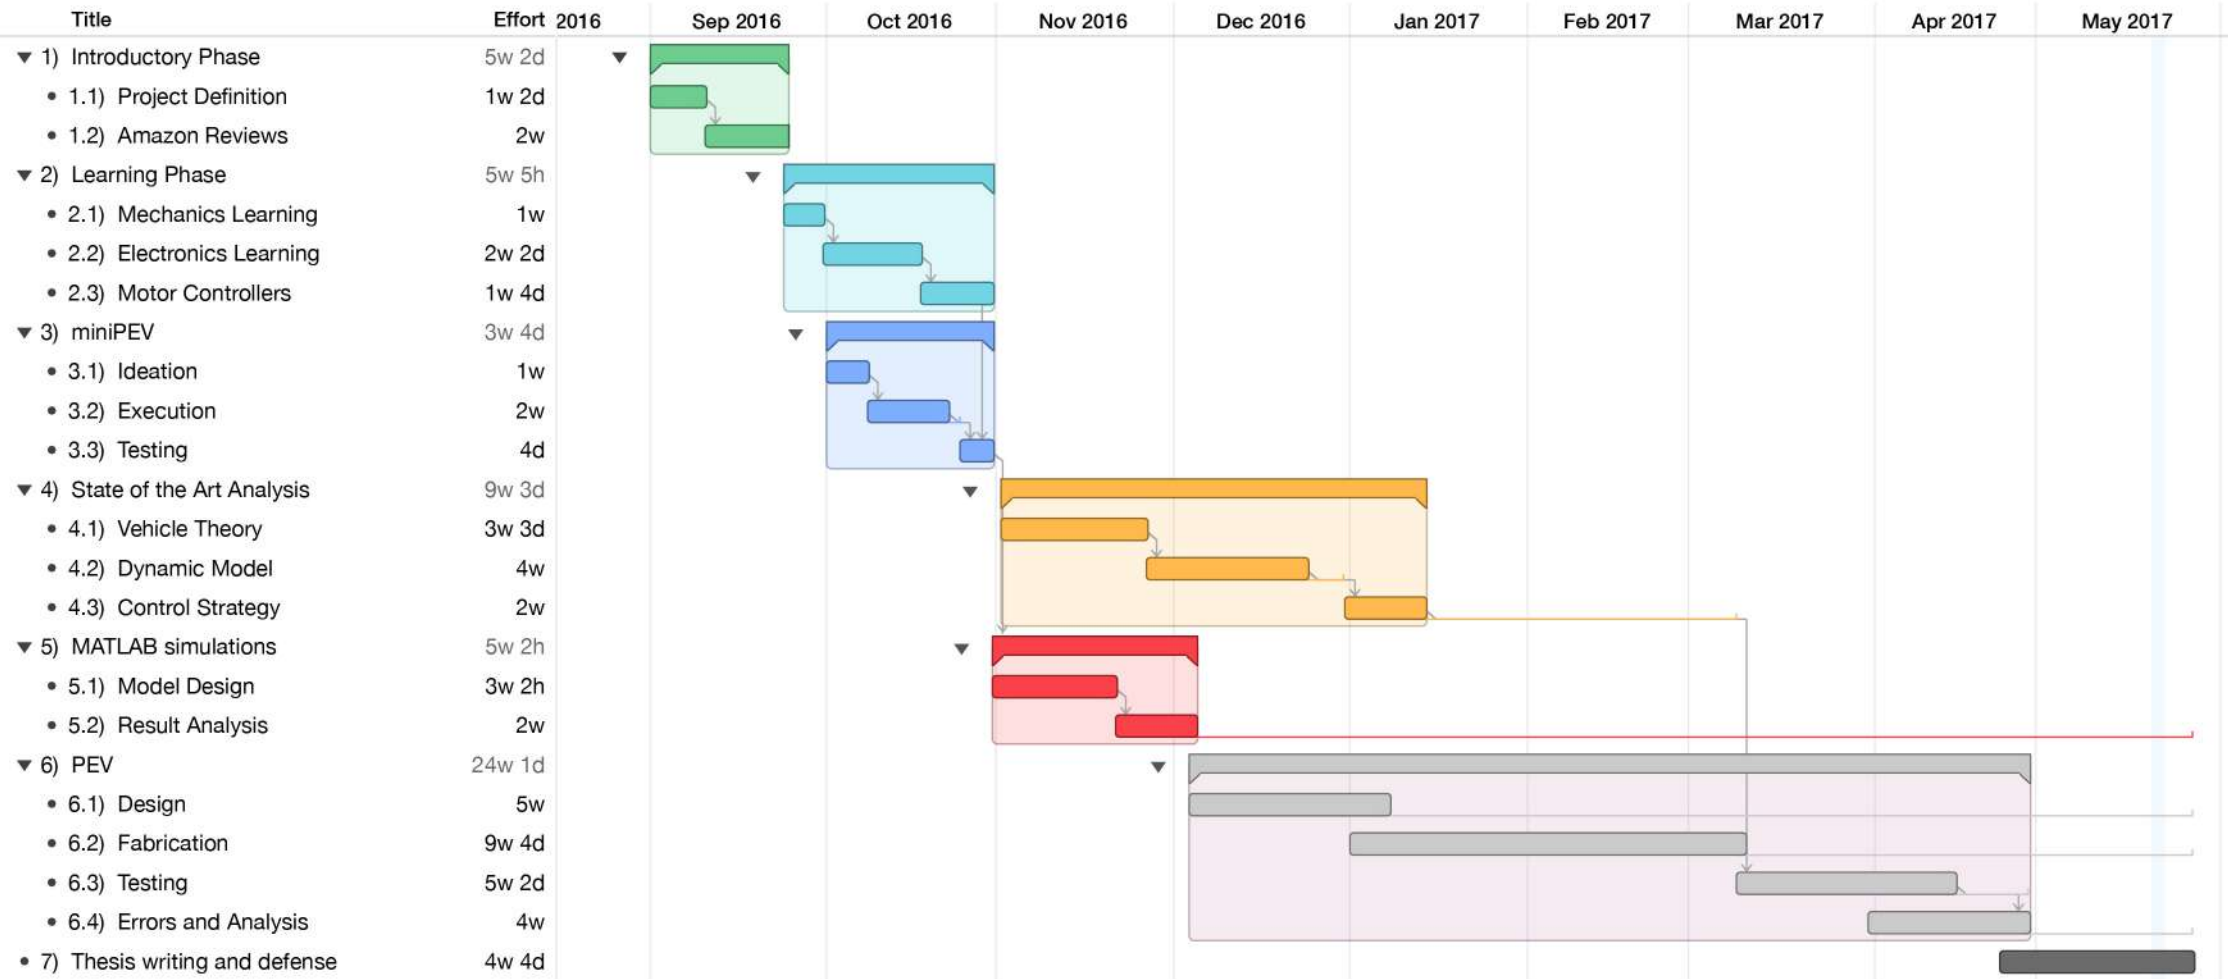 Title Effort 2016 Sep 2016 Oct 2016 Nov 2016 Dec 2016 Jan 2017 Feb 2017 Mar 2017 Apr 2017 May 2017
1) Introductory Phase 5w 2d
1.1) Project Definition 1w 2d
1.2) Amazon Reviews 2w
2) Learning Phase 5w 5h
2.1) Mechanics Learning 1w
2.2) Electronics Learning 2w 2d
2.3) Motor Controllers 1w 4d
3) miniPEV 3w 4d
3.1) Ideation 1w
3.2) Execution 2w
3.3) Testing 4d
4) State of the Art Analysis 9w 3d
4.1) Vehicle Theory 3w 3d
4.2) Dynamic Model 4w
4.3) Control Strategy 2w
5) MATLAB simulations 5w 2h
5.1) Model Design 3w 2h
5.2) Result Analysis 2w
6) PEV 24w 1d
6.1) Design 5w
6.2) Fabrication 9w 4d
6.3) Testing 5w 2d
6.4) Errors and Analysis 4w
7) Thesis writing and defense 4w 4d